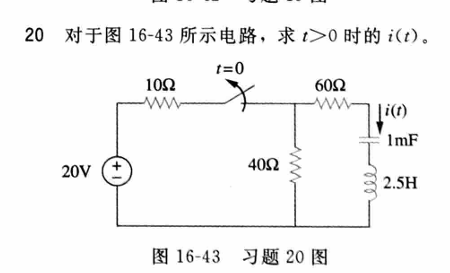 20 对于图 16-43 所示电路，求 t>0 时的 i(t)。
t=0
10Ω
60Ω
i(t)
1mF
20V
+
−
40Ω
2.5H
图 16-43 习题 20 图